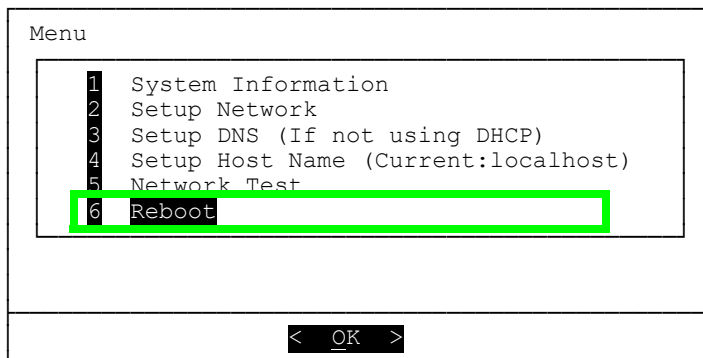 Menu
1 System Information
2 Setup Network
3 Setup DNS (If not using DHCP)
4 Setup Host Name (Current:localhost)
5 Network Test
6 Reboot
< OK >